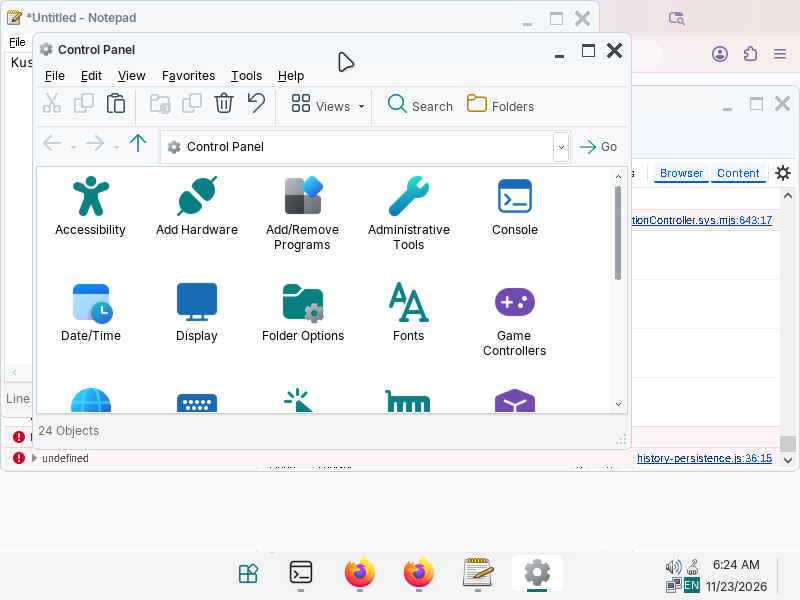 *Untitled - Notepad
File
Kus
Control Panel
File Edit View Favorites Tools Help
Views Search Folders
Control Panel Go
Browser Content
Accessibility Add Hardware Add/Remove Programs Administrative Tools Console
tionController.sys.mjs:643:17
Date/Time Display Folder Options Fonts Game Controllers
Line
24 Objects
undefined
history-persistence.js:36:15
6:24 AM
EN 11/23/2026